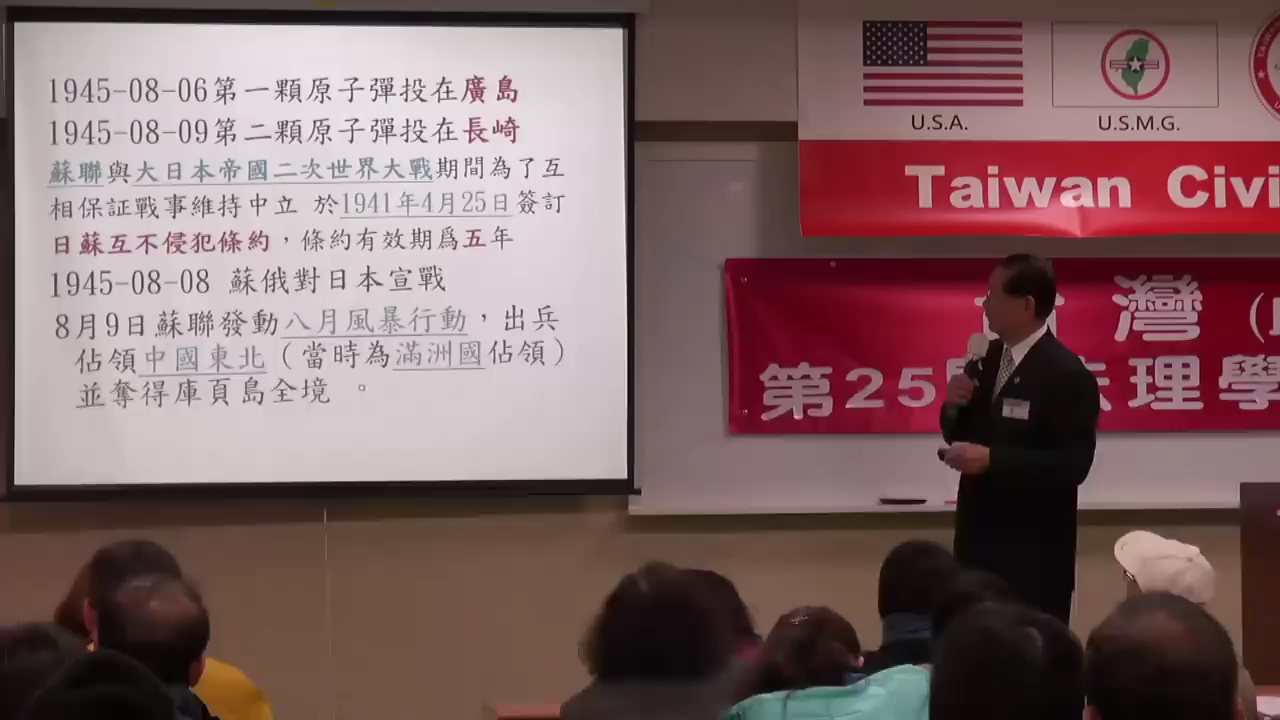 1945-08-06第一顆原子彈投在廣島
1945-08-09第二顆原子彈投在長崎
蘇聯與大日本帝國二次世界大戰期間為了互
相保証戰事維持中立 於1941年4月25日簽訂
日蘇互不侵犯條約，條約有效期爲五年
1945-08-08 蘇俄對日本宣戰
8月9日蘇聯發動八月風暴行動，出兵
佔領中國東北（當時為滿洲國佔領）
並奪得庫頁島全境 。
U.S.A.
U.S.M.G.
Taiwan Civi
灣
第25
理學